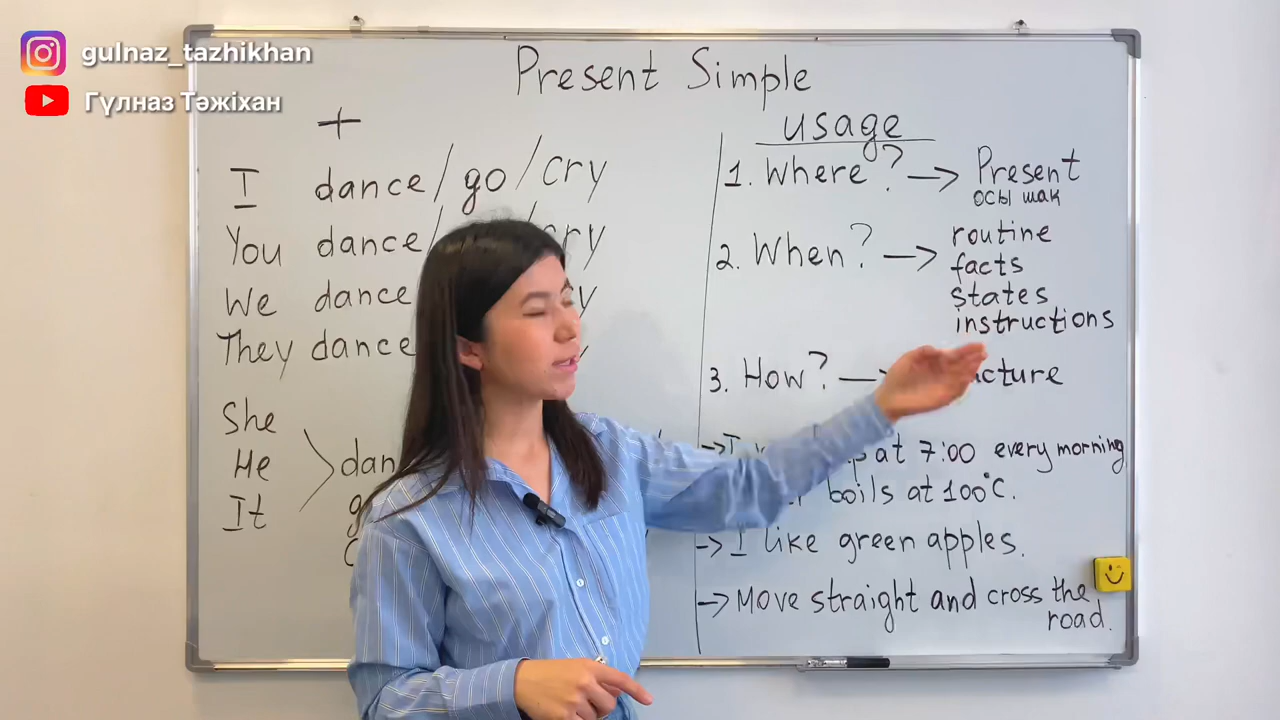 gulnaz_tazhikhan
Гүлназ Тәжіхан
Present Simple
+
I dance/go/cry
You dance/
We dance
They dance
She
He
It
usage
1. Where? → Present
осы шақ
2. When? → routine
facts
states
instructions
3. How? →
→ I at 7:00 every morning
boils at 100°C.
→ I like green apples.
→ Move straight and cross the
road.